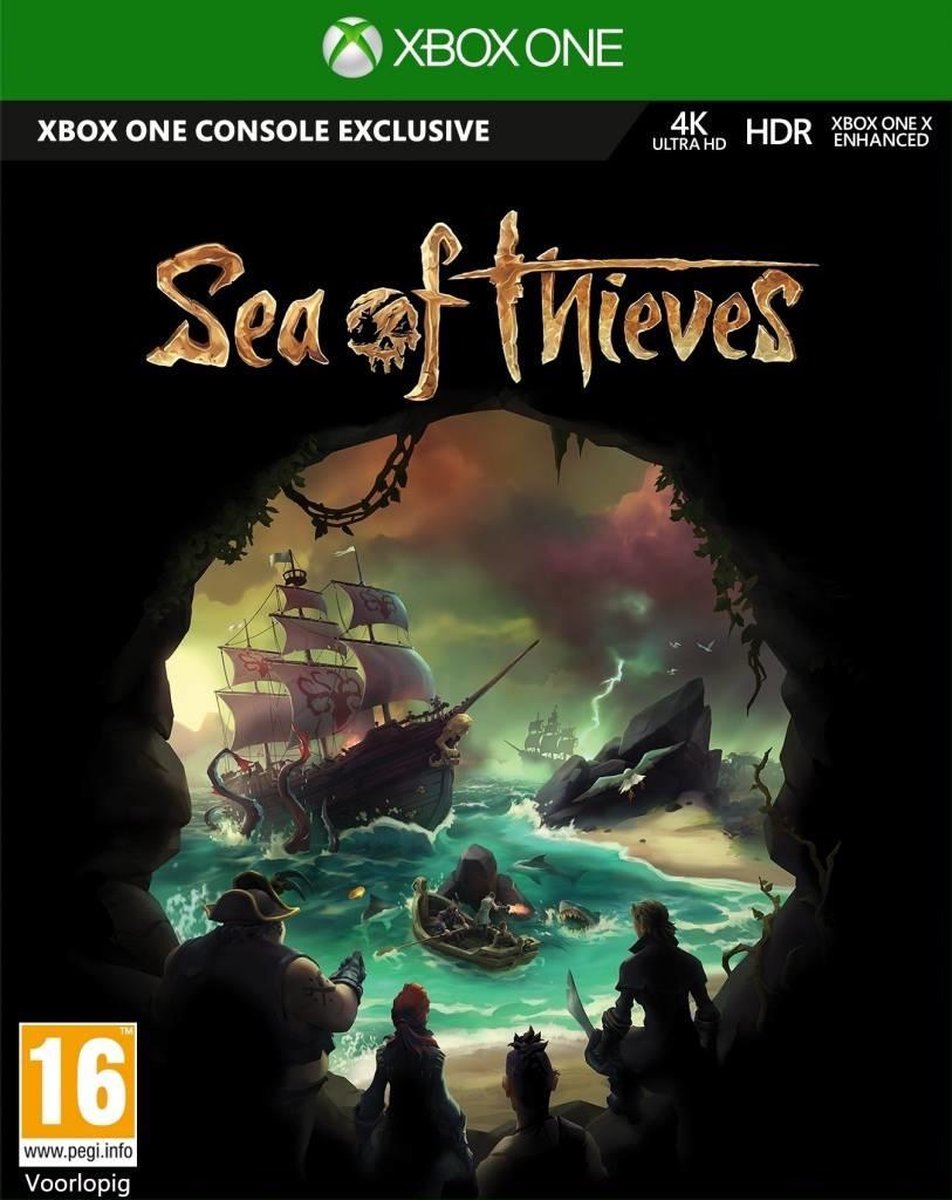 XBOX ONE
XBOX ONE CONSOLE EXCLUSIVE
4K
ULTRA HD
HDR
XBOX ONE X
ENHANCED
Sea of Thieves
16
TM
www.pegi.info
Voorlopig